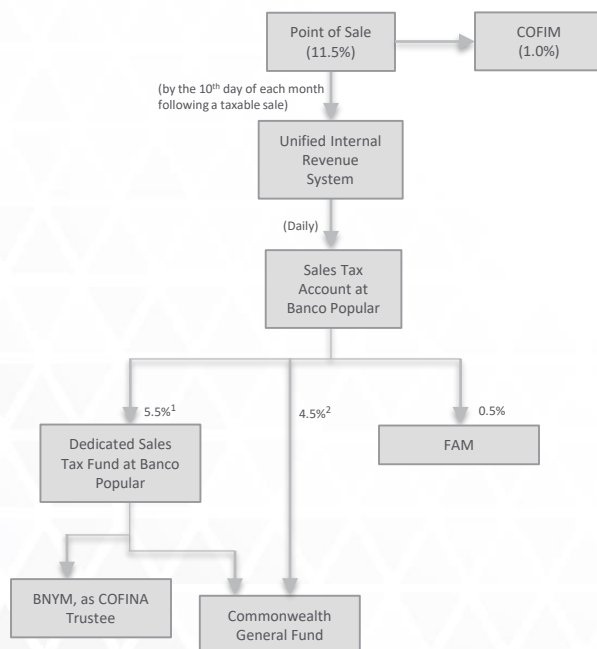 Point of Sale
(11.5%)
COFIM
(1.0%)
(by the 10th day of each month
following a taxable sale)
Unified Internal
Revenue
System
(Daily)
Sales Tax
Account at
Banco Popular
5.5%1
4.5%2
0.5%
Dedicated Sales
Tax Fund at Banco
Popular
FAM
BNYM, as COFINA
Trustee
Commonwealth
General Fund